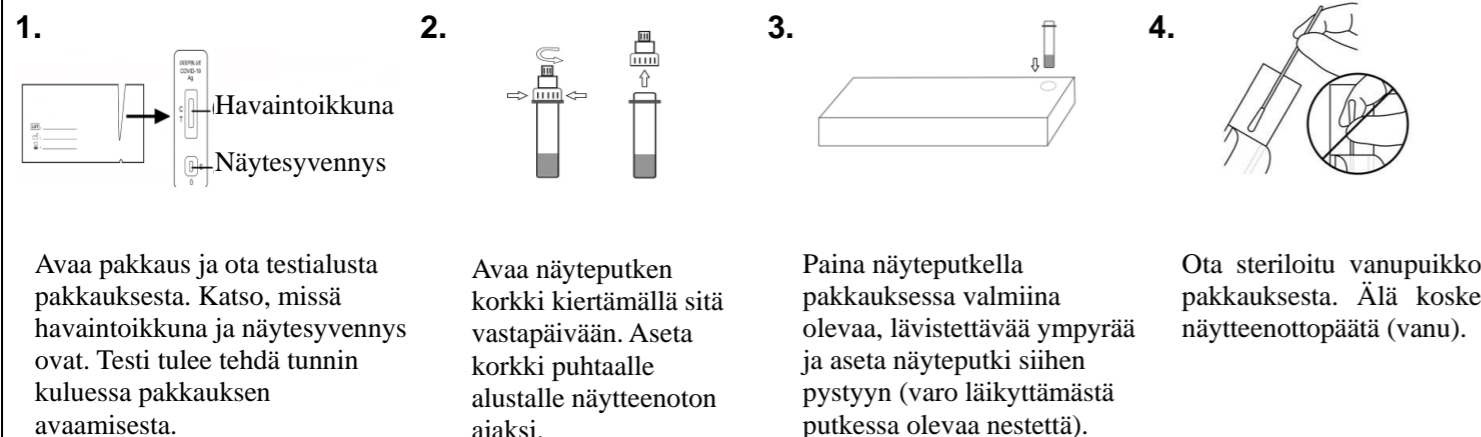 1.
DEEPBLUE
COVID-19
Ag
C
T
Havaintoikkuna
Näytesyvennys
LOT
2.
3.
4.
Avaa pakkaus ja ota testialusta
pakkauksesta. Katso, missä
havaintoikkuna ja näytesyvennys
ovat. Testi tulee tehdä tunnin
kuluessa pakkauksen
avaamisesta.
Avaa näyteputken
korkki kiertämällä sitä
vastapäivään. Aseta
korkki puhtaalle
alustalle näytteenoton
ajaksi.
Paina näyteputkella
pakkauksessa valmiina
olevaa, lävistettävää ympyrää
ja aseta näyteputki siihen
pystyyn (varo läikyttämästä
putkessa olevaa nestettä).
Ota steriloitu vanupuikko
pakkauksesta. Älä koske
näytteenottopäätä (vanu).